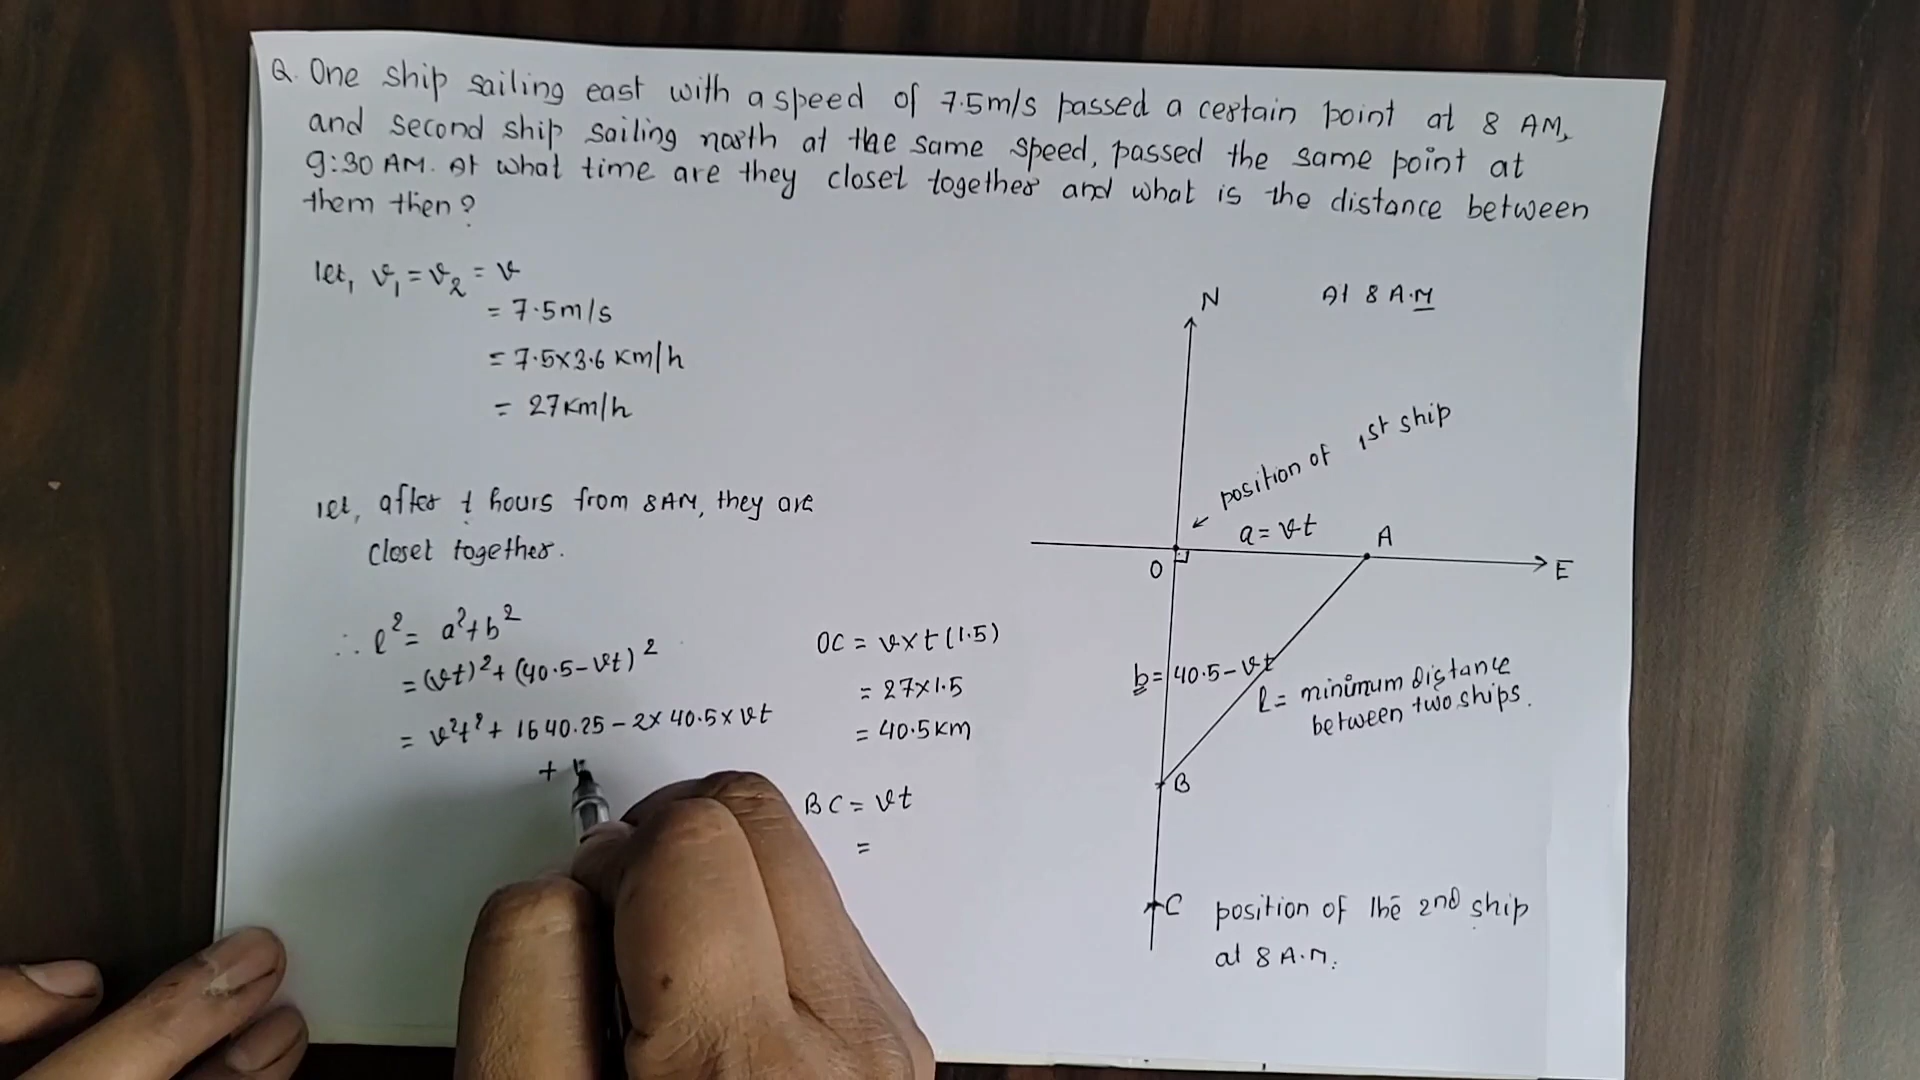 Q. One ship sailing east with a speed of 7.5m/s passed a certain point at 8 AM,
and second ship sailing north at the same speed, passed the same point at
9:30 AM. At what time are they closet together and what is the distance between
them then?
let, v₁ = v₂ = v
= 7.5m/s
= 7.5×3.6 Km/h
= 27Km/h
let, after t hours from 8AM, they are
closet together.
∴ l² = a²+b²
= (vt)²+(40.5-vt)²
= v²t²+ 1640.25 - 2×40.5×vt
+
OC = v×t(1.5)
= 27×1.5
= 40.5km
BC = vt
=
At 8 A.M
N
position of 1st ship
a = vt
A
O
E
b= 40.5-vt
l = minimum distance
between two ships.
B
C position of the 2nd ship
at 8 A.M.